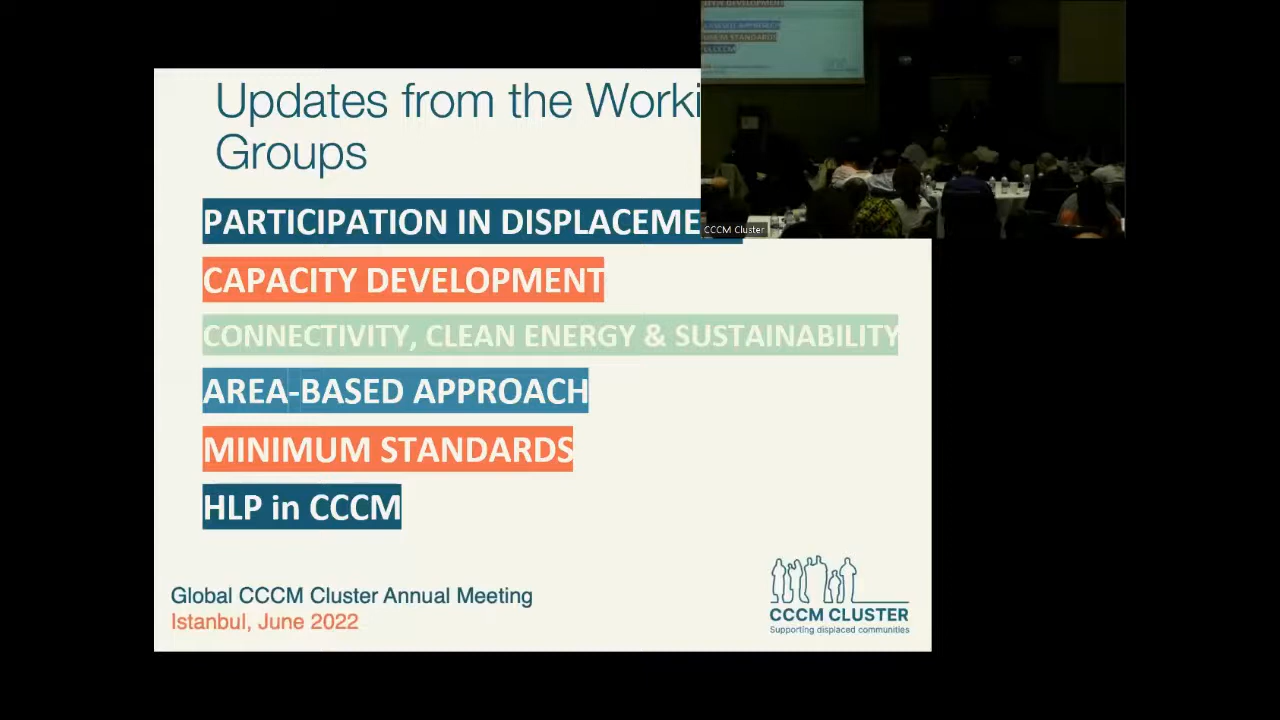 Updates from the Worki
Groups
PARTICIPATION IN DISPLACEME
CAPACITY DEVELOPMENT
CONNECTIVITY, CLEAN ENERGY & SUSTAINABILITY
AREA-BASED APPROACH
MINIMUM STANDARDS
HLP in CCCM
Global CCCM Cluster Annual Meeting
Istanbul, June 2022
CCCM CLUSTER
Supporting displaced communities
CCCM Cluster